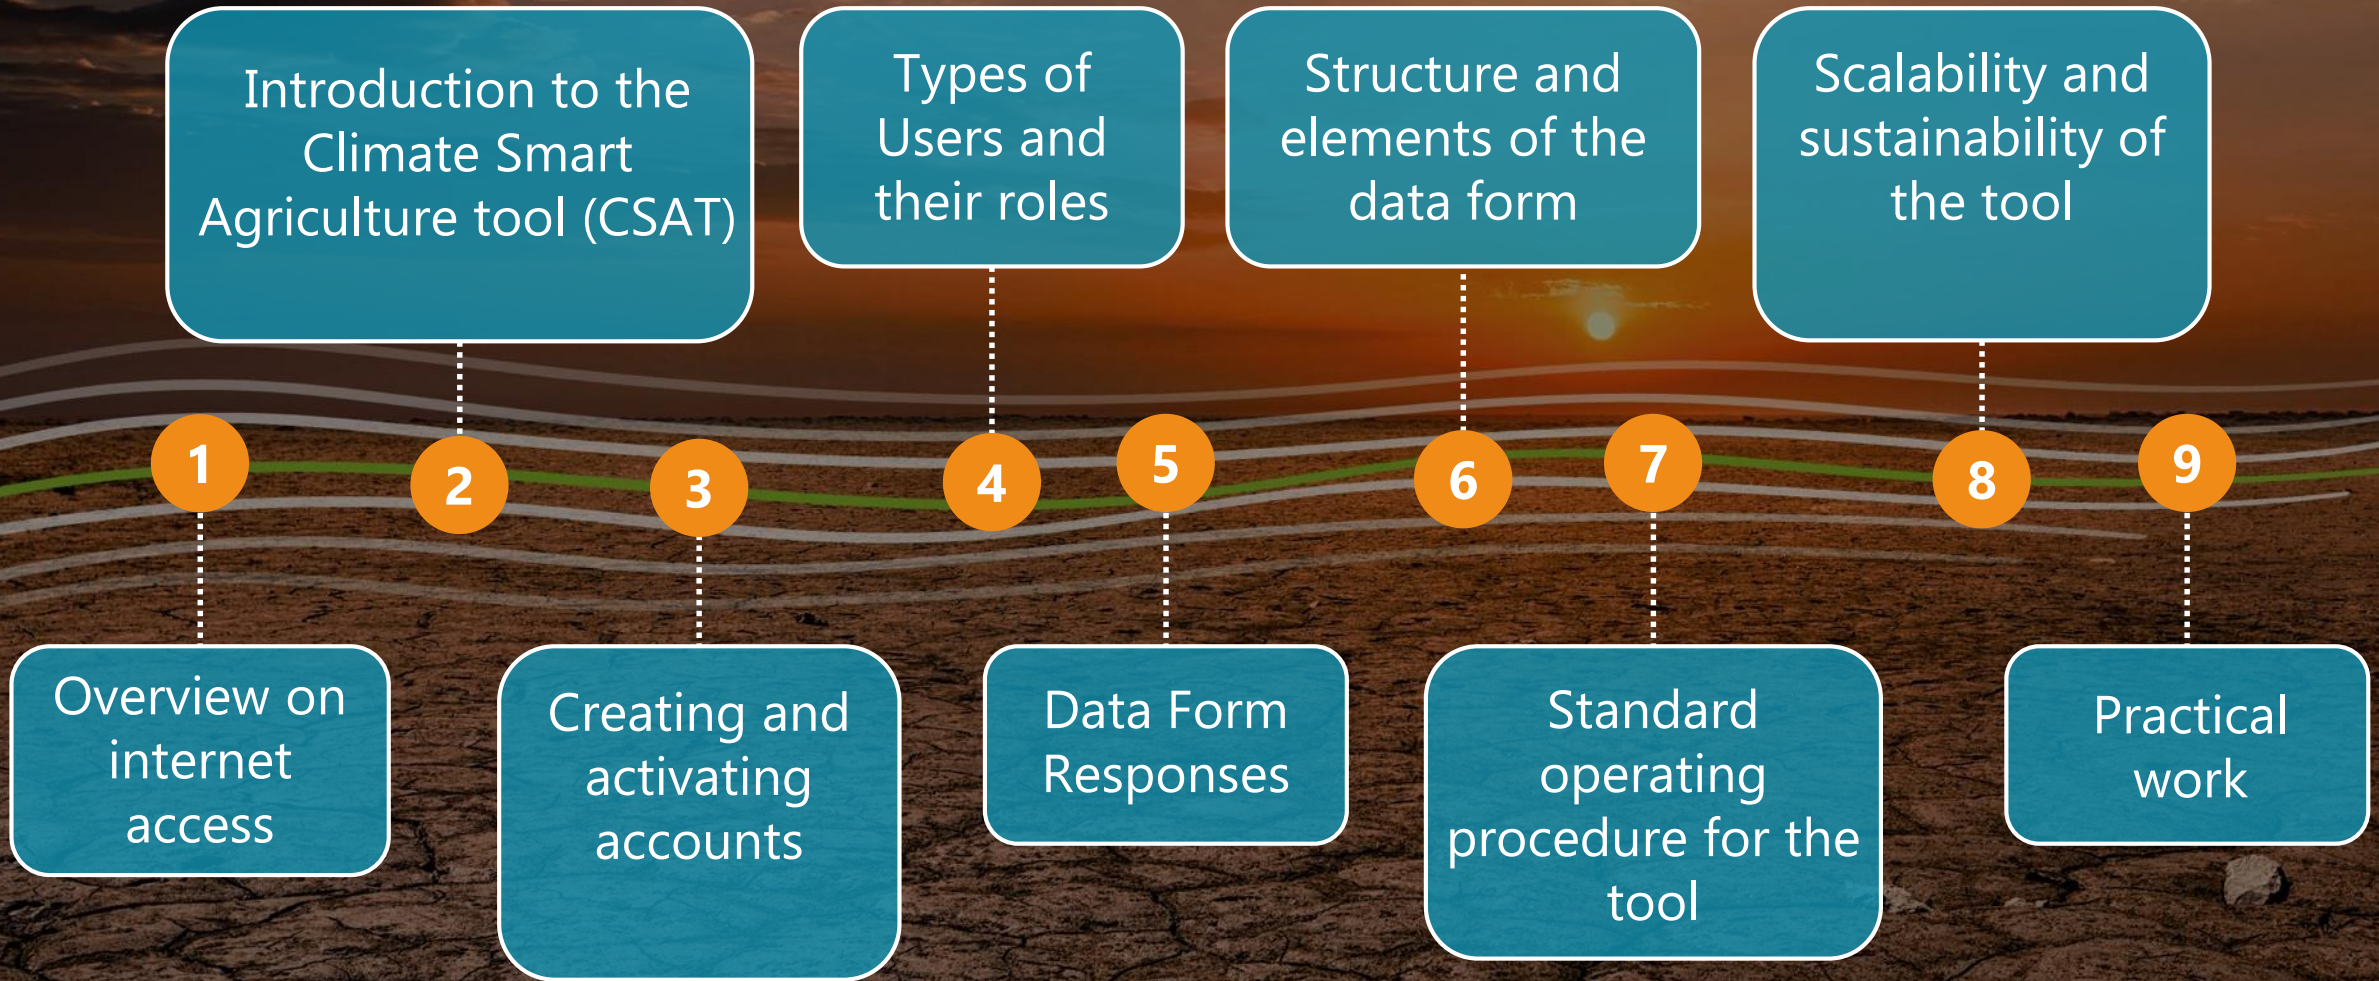 1
Overview on
internet
access
2
Introduction to the
Climate Smart
Agriculture tool (CSAT)
3
Creating and
activating
accounts
4
Types of
Users and
their roles
5
Data Form
Responses
6
Structure and
elements of the
data form
7
Standard
operating
procedure for the
tool
8
Scalability and
sustainability of
the tool
9
Practical
work